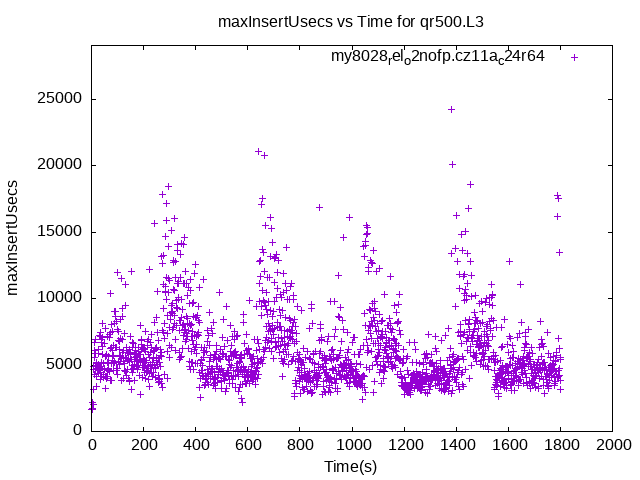 maxInsertUsecs vs Time for qr500.L3
my8028rel_o2nofp.cz11a_c24r64
25000
20000
15000
10000
5000
0
maxInsertUsecs
0 200 400 600 800 1000 1200 1400 1600 1800 2000
Time(s)